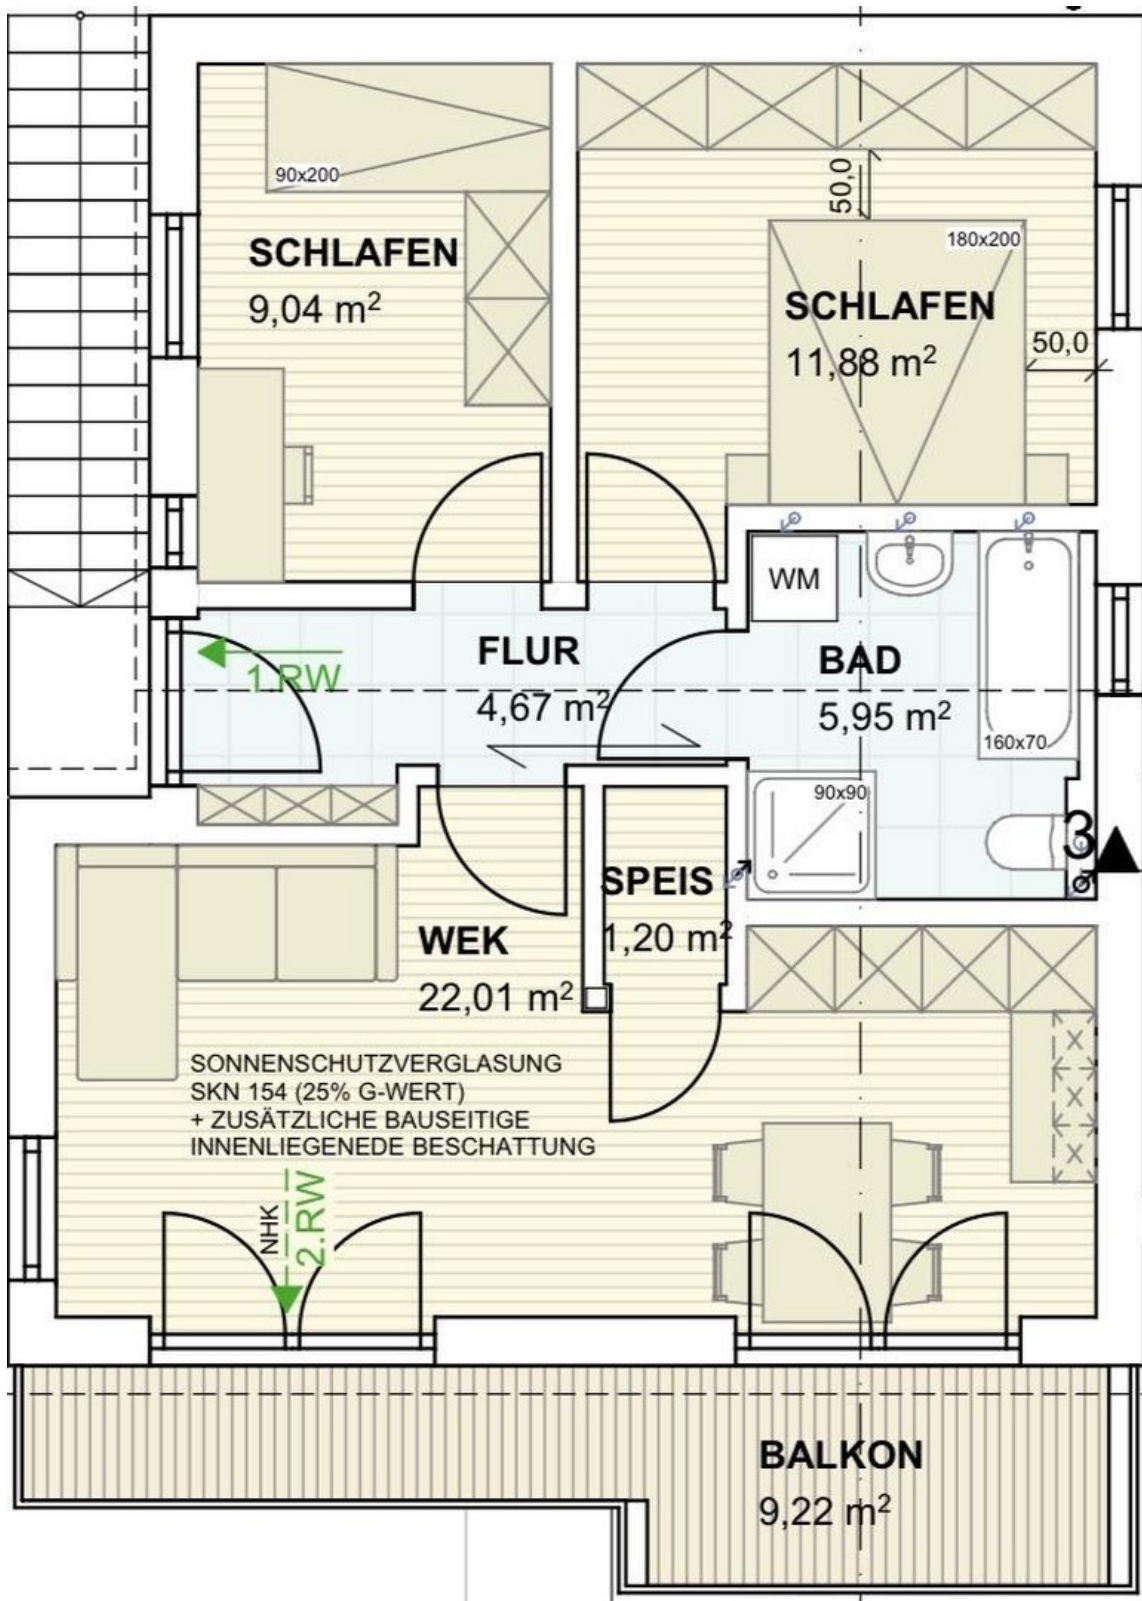 90x200
SCHLAFEN
9,04 m²
50,0
180x200
SCHLAFEN
11,88 m²
50,0
WM
1.RW
FLUR
4,67 m²
BAD
5,95 m²
160x70
90x90
3
SPEIS
1,20 m²
WEK
22,01 m²
SONNENSCHUTZVERGLASUNG
SKN 154 (25% G-WERT)
+ ZUSÄTZLICHE BAUSEITIGE
INNENLIEGENEDE BESCHATTUNG
NHK
2.RW
BALKON
9,22 m²